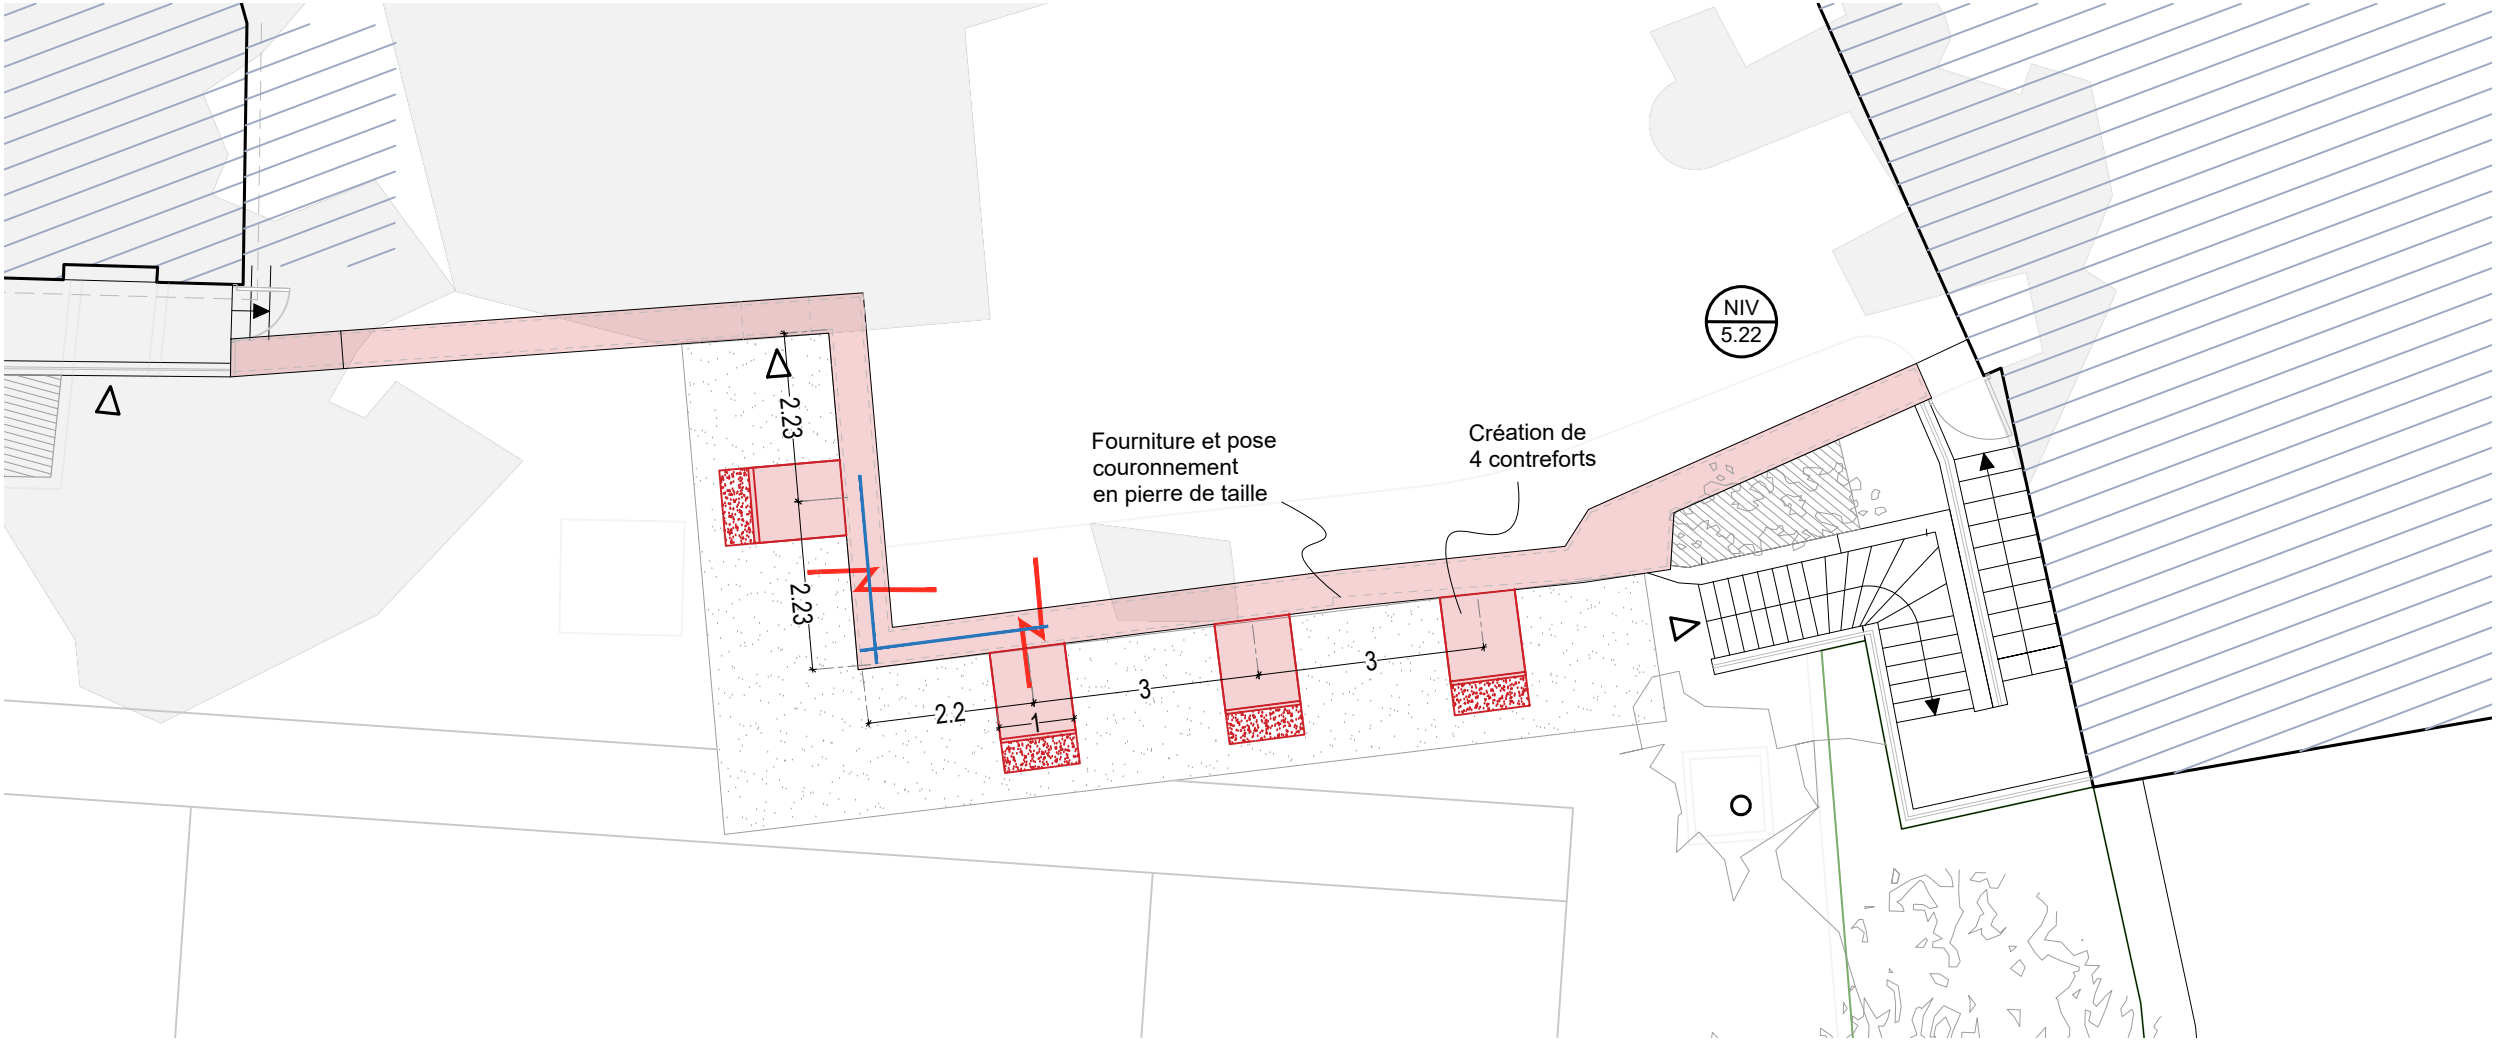 NIV
5.22
Fourniture et pose
couronnement
en pierre de taille
Création de
4 contreforts
2.23
2.23
2.2
3
3
1